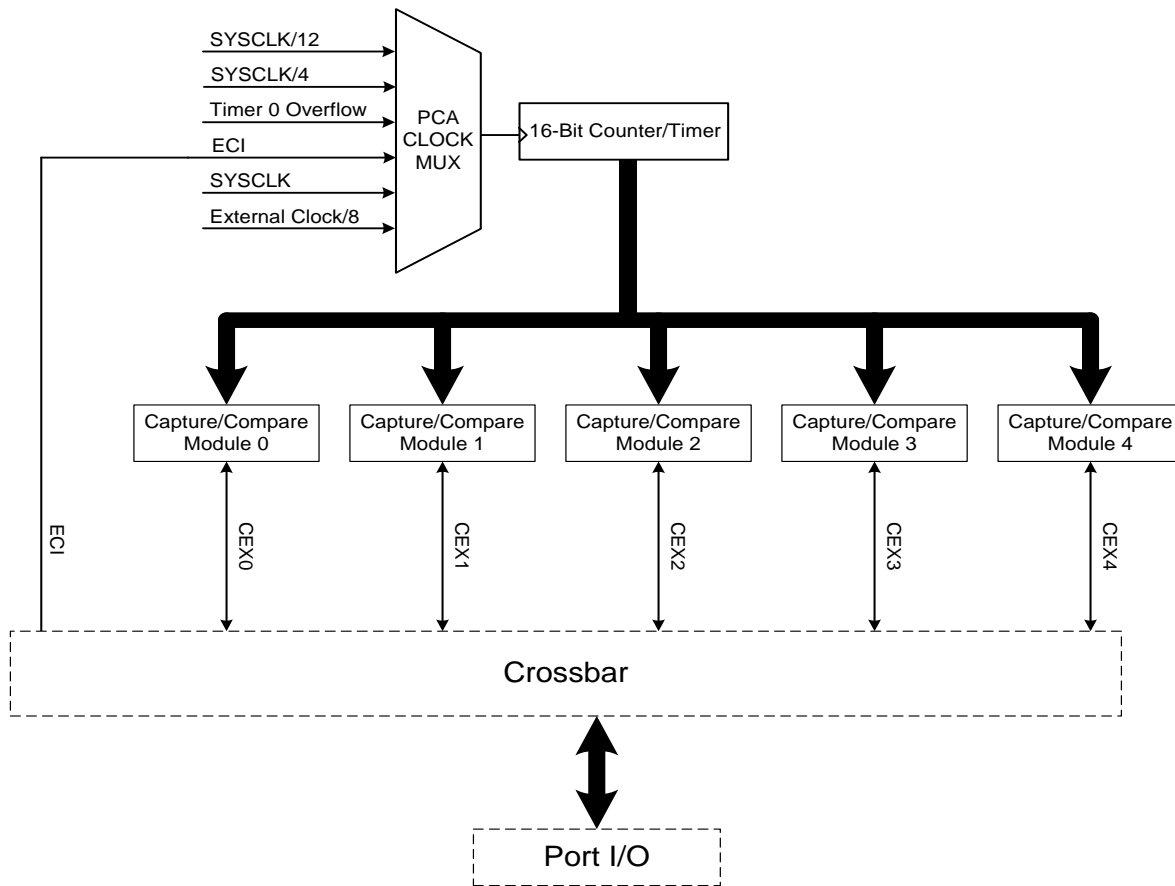 SYSCLK/12
SYSCLK/4
Timer 0 Overflow
ECI
SYSCLK
External Clock/8
PCA
CLOCK
MUX
16-Bit Counter/Timer
Capture/Compare
Module 0
Capture/Compare
Module 1
Capture/Compare
Module 2
Capture/Compare
Module 3
Capture/Compare
Module 4
ECI
CEX0
CEX1
CEX2
CEX3
CEX4
Crossbar
Port I/O